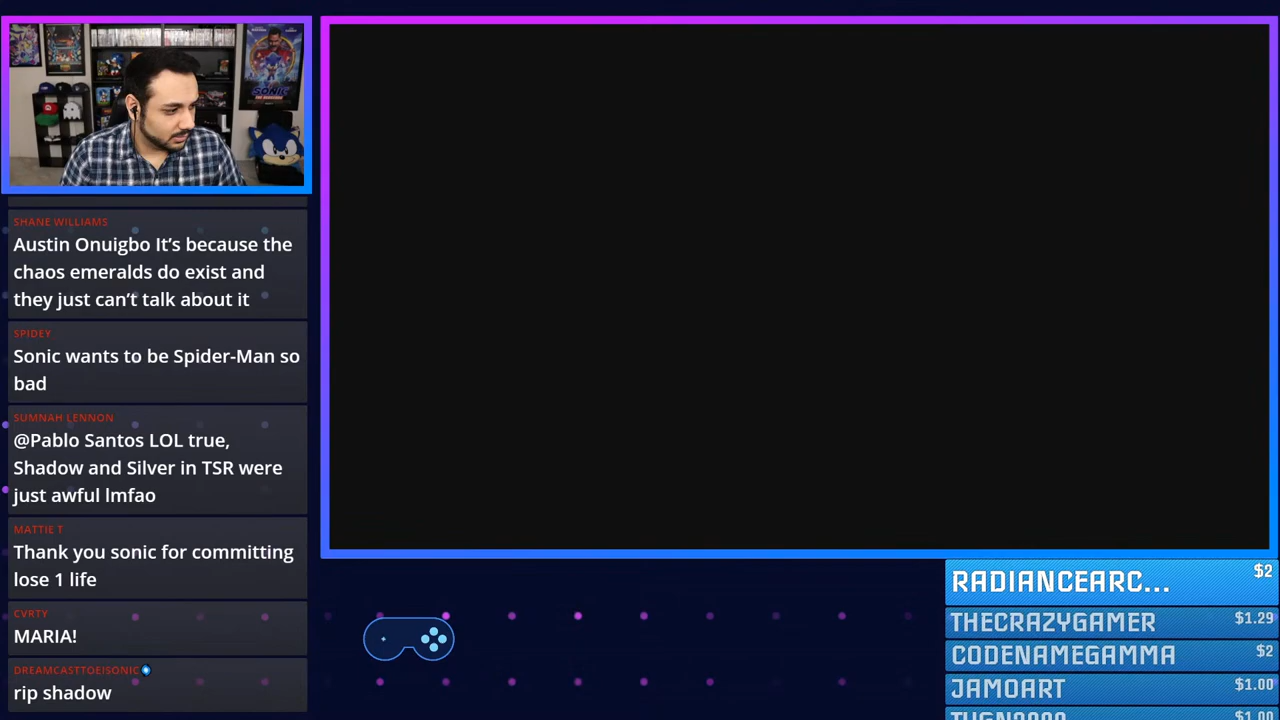 SHANE WILLIAMS
Austin Onuigbo It's because the
chaos emeralds do exist and
they just can't talk about it
SPIDEY
Sonic wants to be Spider-Man so
bad
SUMNAH LENNON
@Pablo Santos LOL true,
Shadow and Silver in TSR were
just awful lmfao
MATTIE T
Thank you sonic for committing
lose 1 life
CVRTY
MARIA!
DREAMCASTTOEISONIC
rip shadow
SONIC
RADIANCEARC... $2
THECRAZYGAMER $1.29
CODENAMEGAMMA $2
JAMOART $1.00
$1.00